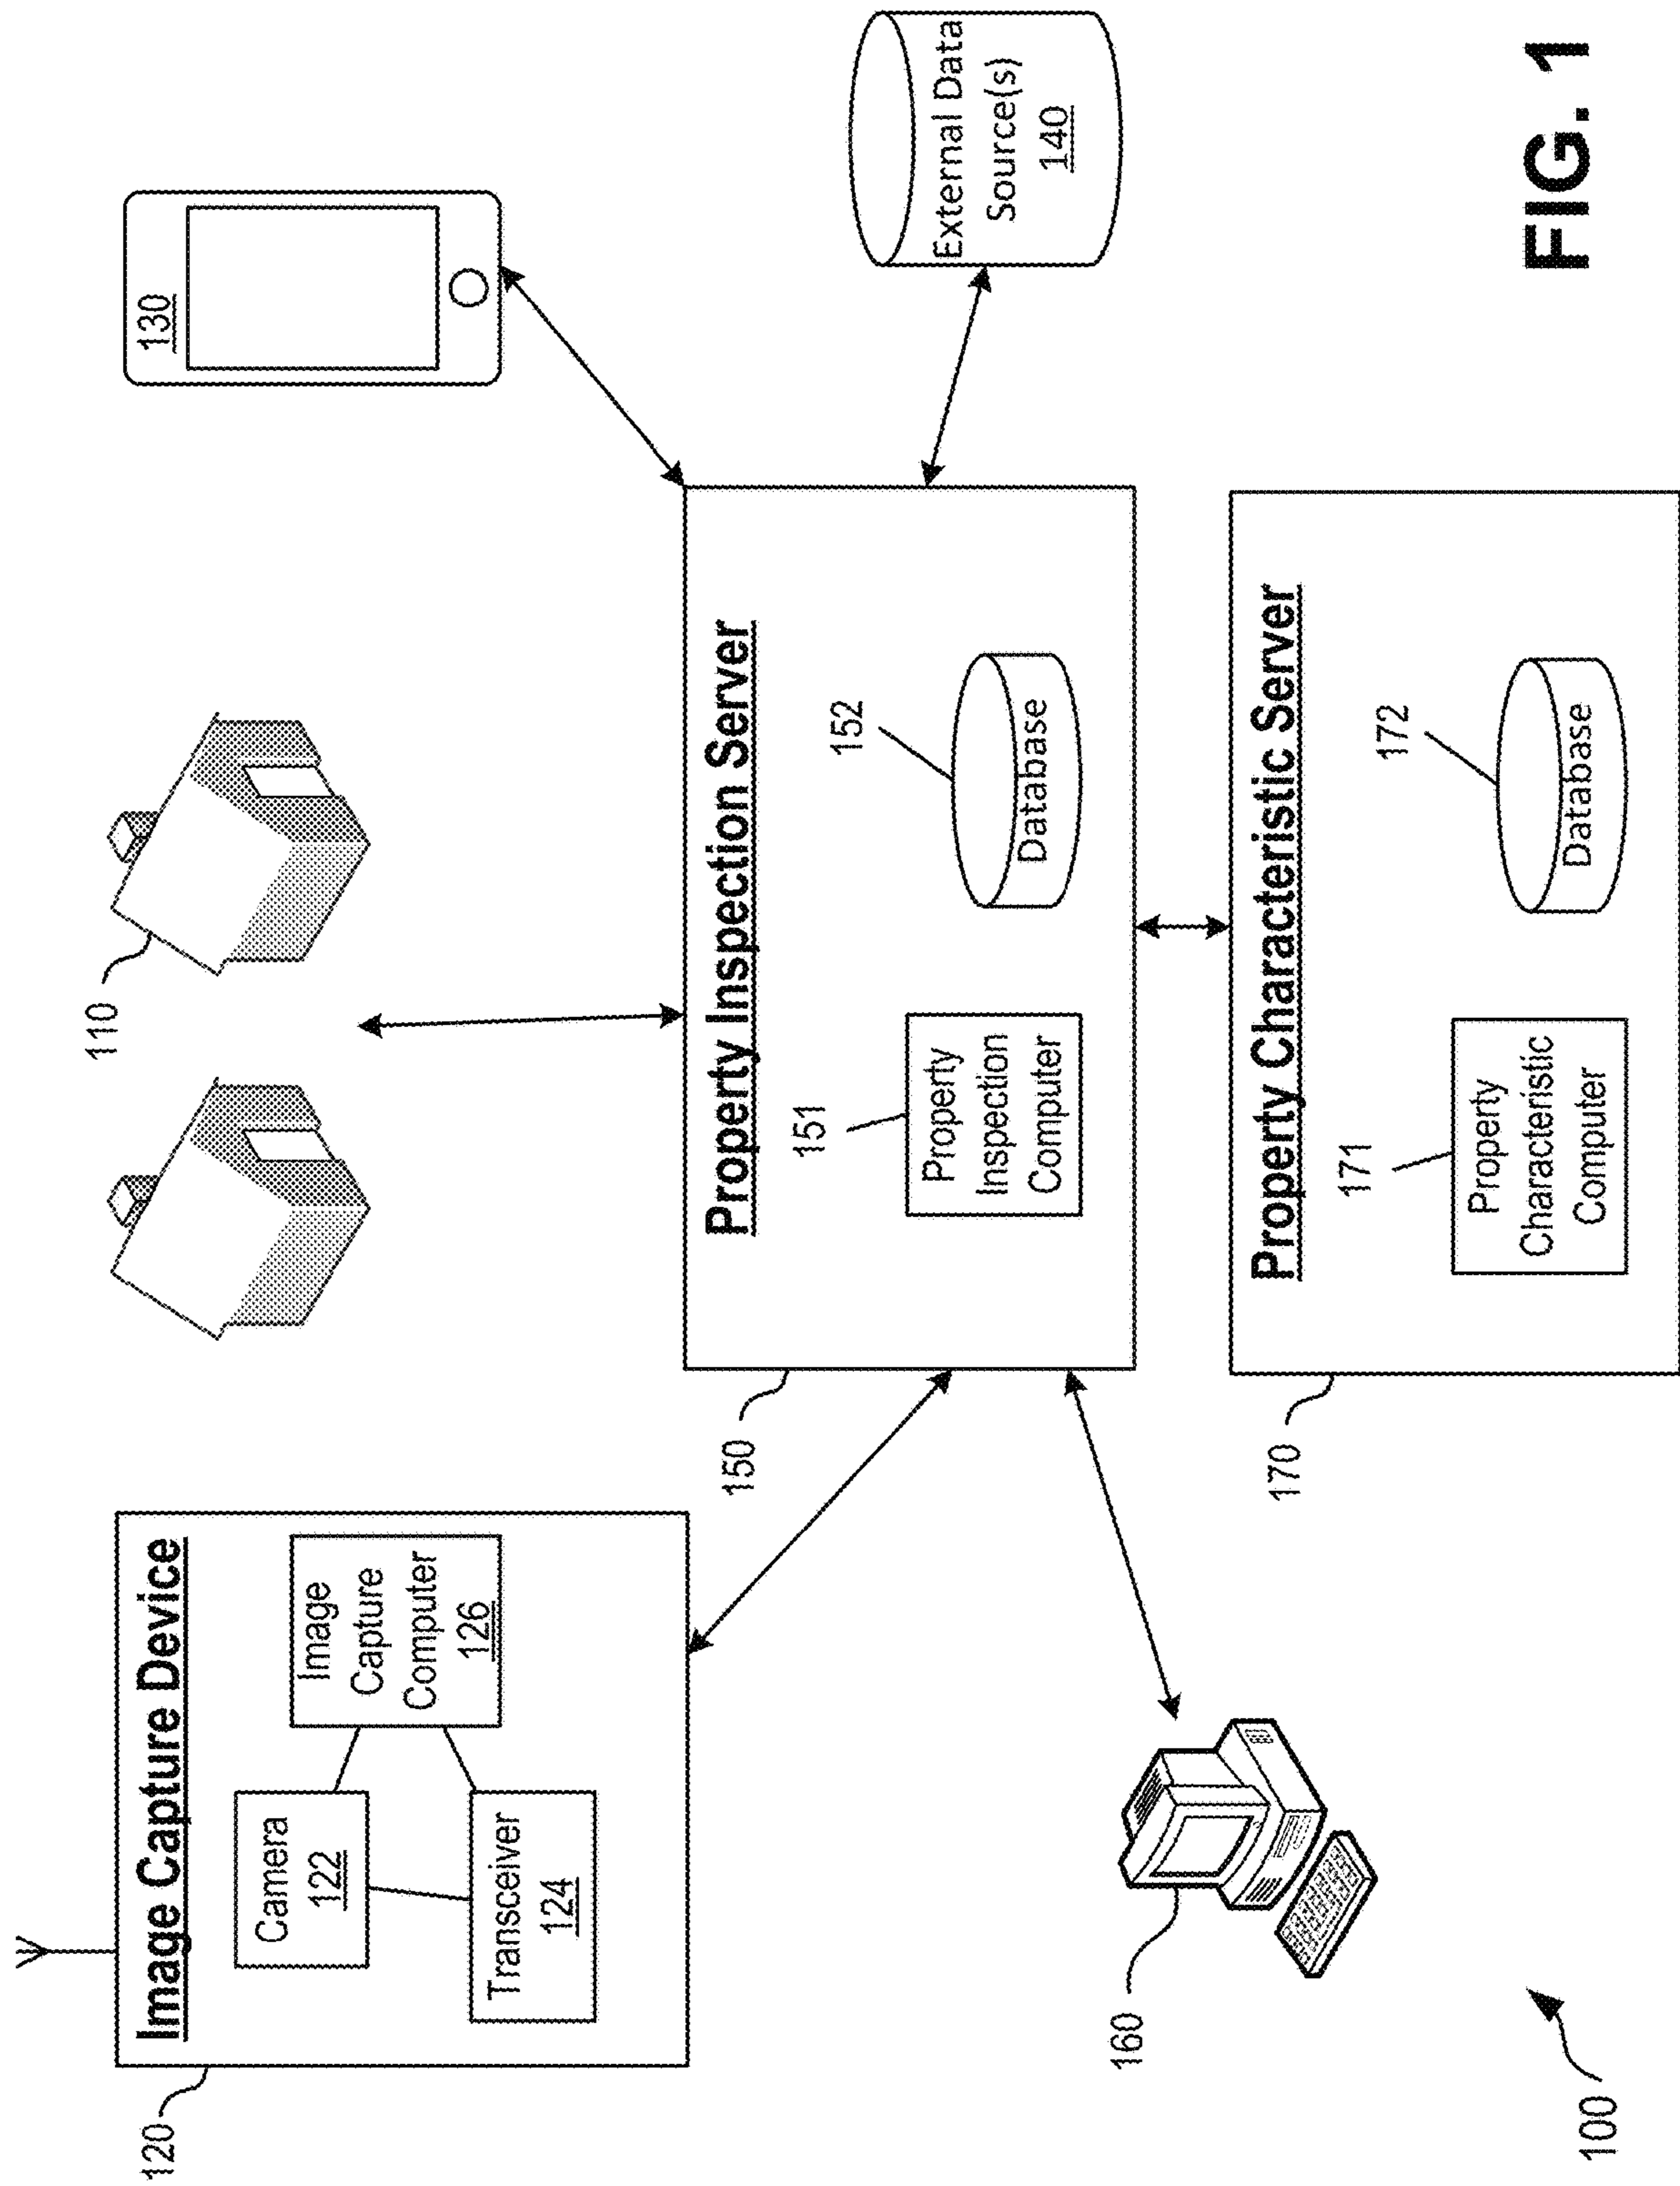 Image Capture Device
120
Camera
122
Image
Capture
Computer
126
Transceiver
124
110
130
150
Property Inspection Server
151
Property
Inspection
Computer
152
Database
External Data
Source(s)
140
160
170
Property Characteristic Server
171
Property
Characteristic
Computer
172
Database
100
FIG. 1